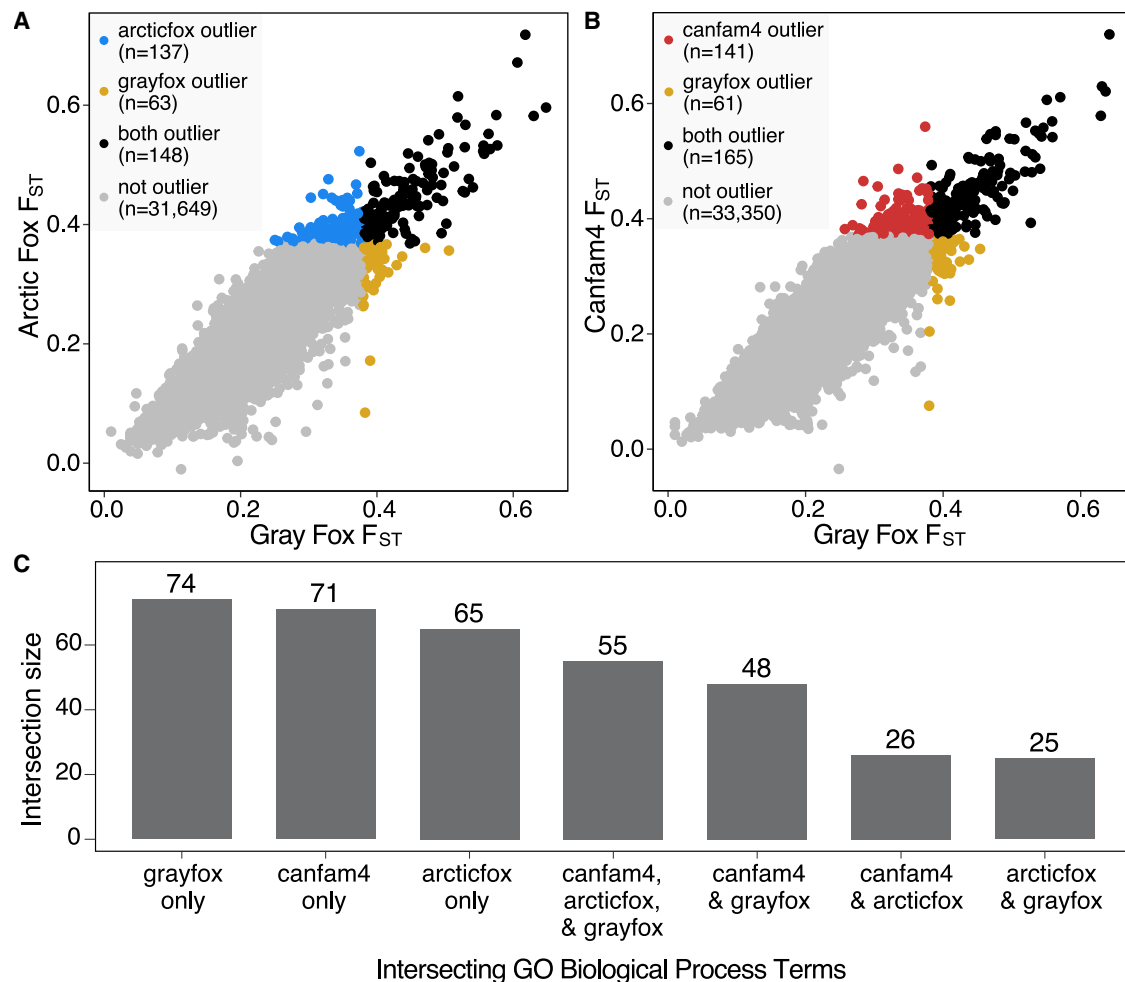 A
arcticfox outlier
(n=137)
grayfox outlier
(n=63)
both outlier
(n=148)
not outlier
(n=31,649)
Arctic Fox FST
0.6
0.4
0.2
0.0
0.0
0.2
0.4
0.6
Gray Fox FST
B
canfam4 outlier
(n=141)
grayfox outlier
(n=61)
both outlier
(n=165)
not outlier
(n=33,350)
Canfam4 FST
0.6
0.4
0.2
0.0
0.0
0.2
0.4
0.6
Gray Fox FST
C
Intersection size
60
40
20
0
74
71
65
55
48
26
25
grayfox
only
canfam4
only
arcticfox
only
canfam4,
arcticfox,
& grayfox
canfam4
& grayfox
canfam4
& arcticfox
arcticfox
& grayfox
Intersecting GO Biological Process Terms